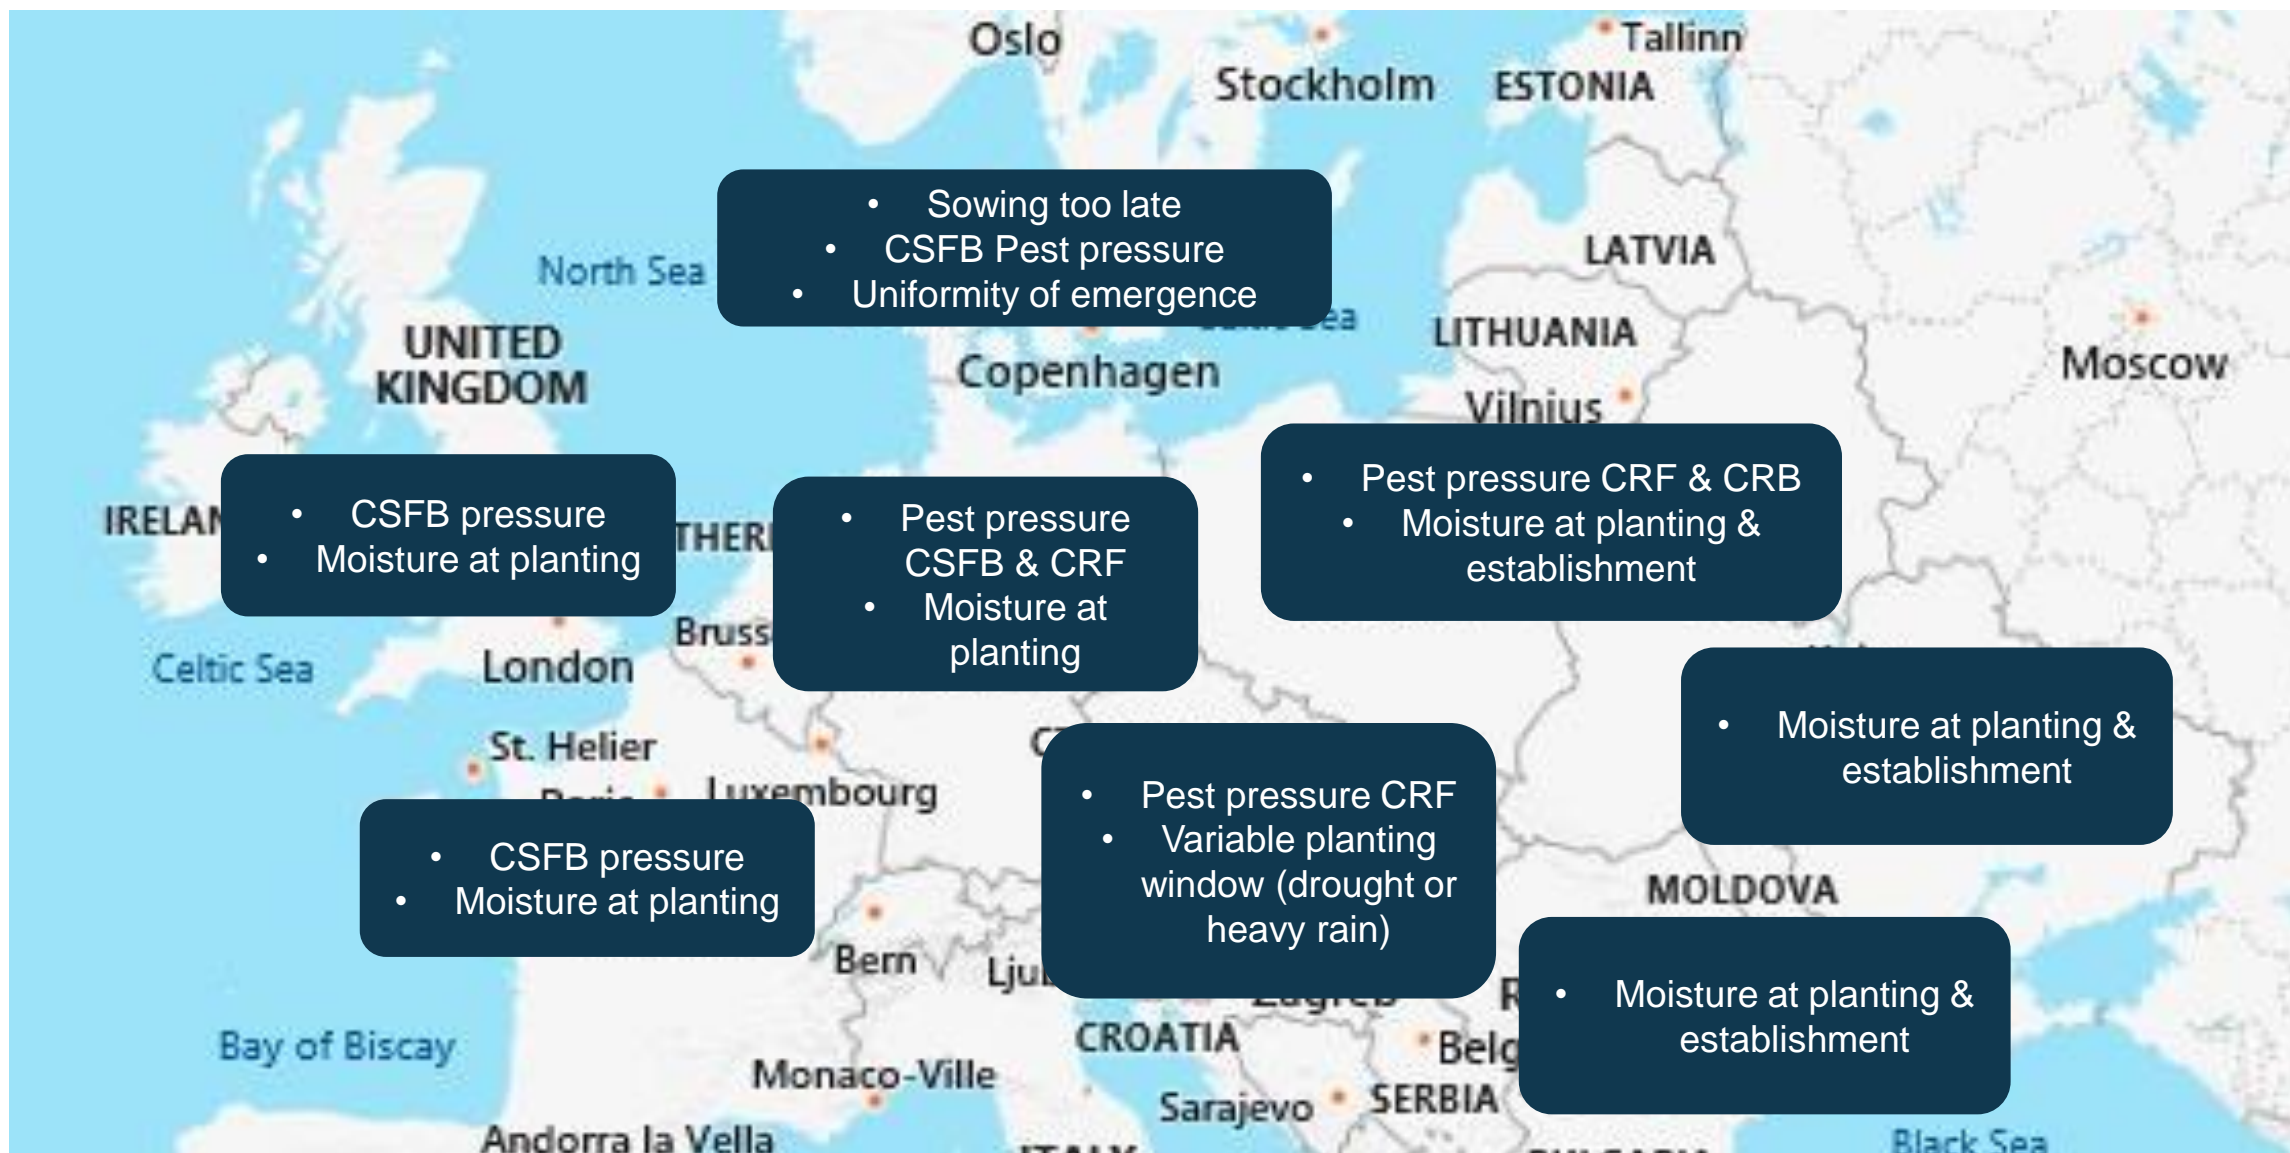 Oslo
Tallinn
Stockholm
ESTONIA
• Sowing too late
• CSFB Pest pressure
• Uniformity of emergence
North Sea
LATVIA
UNITED
KINGDOM
LITHUANIA
Moscow
Copenhagen
Vilnius
• CSFB pressure
• Moisture at planting
• Pest pressure
CSFB & CRF
• Moisture at
planting
• Pest pressure CRF & CRB
• Moisture at planting &
establishment
Celtic Sea
London
• Moisture at planting &
establishment
St. Helier
Luxembourg
• CSFB pressure
• Moisture at planting
• Pest pressure CRF
• Variable planting
window (drought or
heavy rain)
MOLDOVA
Bern
Zagreb
• Moisture at planting &
establishment
Bay of Biscay
CROATIA
Monaco-Ville
Sarajevo
SERBIA
Andorra la Vella
Black Sea